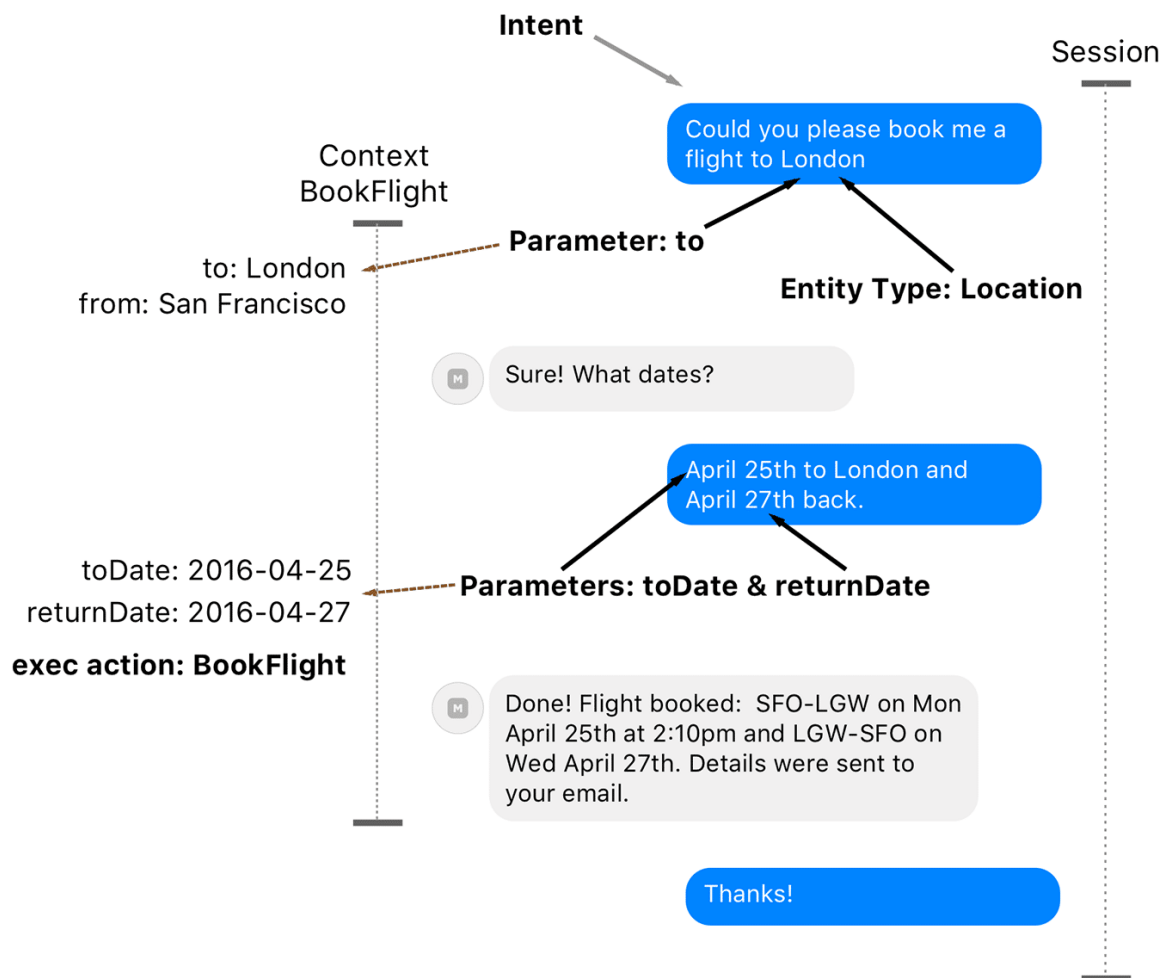 Intent
Session
Could you please book me a
flight to London
Context
BookFlight
Parameter: to
to: London
from: San Francisco
Entity Type: Location
M
Sure! What dates?
April 25th to London and
April 27th back.
toDate: 2016-04-25
Parameters: toDate & returnDate
returnDate: 2016-04-27
exec action: BookFlight
M
Done! Flight booked:  SFO-LGW on Mon
April 25th at 2:10pm and LGW-SFO on
Wed April 27th. Details were sent to
your email.
Thanks!